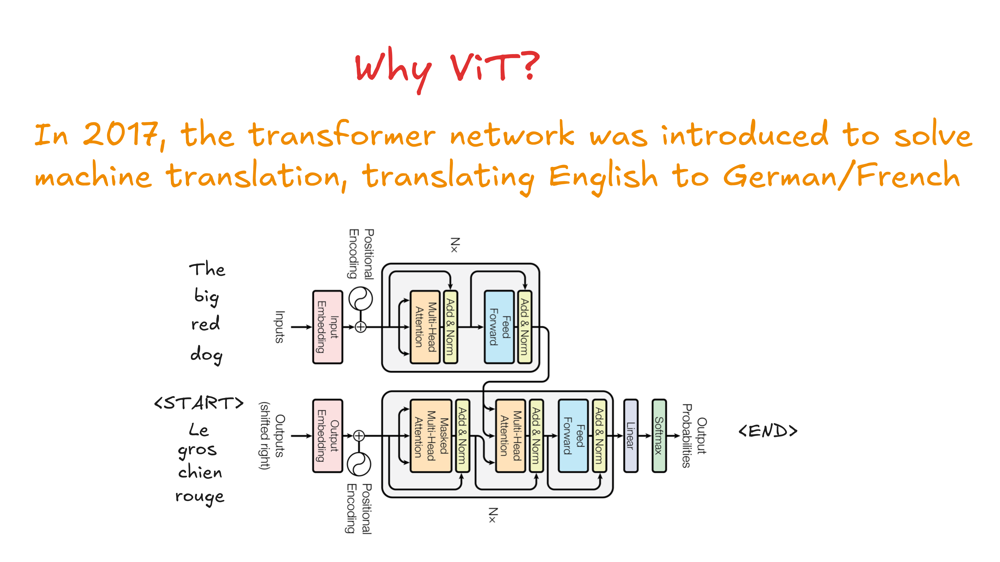 Why ViT?
In 2017, the transformer network was introduced to solve
machine translation, translating English to German/French
The
big
red
dog
Inputs
Input
Embedding
Positional
Encoding
Nx
Multi-Head
Attention
Add & Norm
Feed
Forward
Add & Norm
<START>
Le
gros
chien
rouge
Outputs
(shifted right)
Output
Embedding
Positional
Encoding
Masked
Multi-Head
Attention
Add & Norm
Multi-Head
Attention
Add & Norm
Feed
Forward
Add & Norm
Nx
Linear
Softmax
Output
Probabilities
<END>